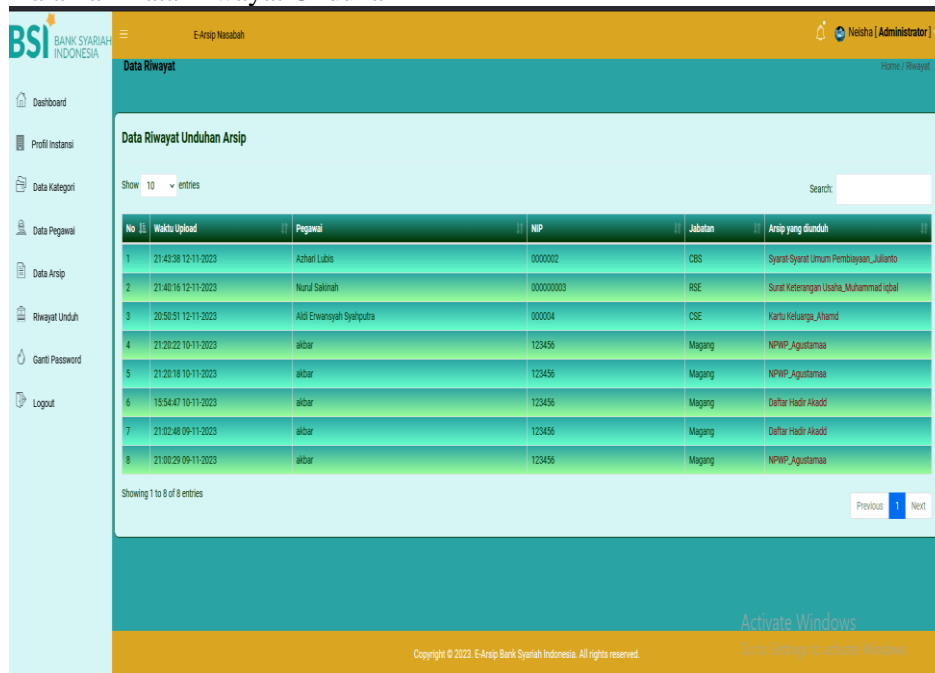 BSI BANK SYARIAH
INDONESIA
E-Arsip Nasabah
Neisha [ Administrator ]
Data Riwayat
Home / Riwayat
Dashboard
Profil Instansi
Data Kategori
Data Pegawai
Data Arsip
Riwayat Unduh
Ganti Password
Logout
Data Riwayat Unduhan Arsip
Show 10 entries
Search:
No Waktu Upload Pegawai NIP Jabatan Arsip yang diunduh
1 21:43:38 12-11-2023 Azhari Lubis 0000002 CBS Syarat-Syarat Umum Pembiayaan_Julianto
2 21:40:16 12-11-2023 Nurul Sakinah 000000003 RSE Surat Keterangan Usaha_Muhammad iqbal
3 20:50:51 12-11-2023 Aldi Erwansyah Syahputra 000004 CSE Kartu Keluarga_Ahamd
4 21:20:22 10-11-2023 akbar 123456 Magang NPWP_Agustamaa
5 21:20:18 10-11-2023 akbar 123456 Magang NPWP_Agustamaa
6 15:54:47 10-11-2023 akbar 123456 Magang Daftar Hadir Akadd
7 21:02:48 09-11-2023 akbar 123456 Magang Daftar Hadir Akadd
8 21:00:29 09-11-2023 akbar 123456 Magang NPWP_Agustamaa
Showing 1 to 8 of 8 entries
Previous 1 Next
Activate Windows
Go to Settings to activate Windows.
Copyright © 2023. E-Arsip Bank Syariah Indonesia. All rights reserved.